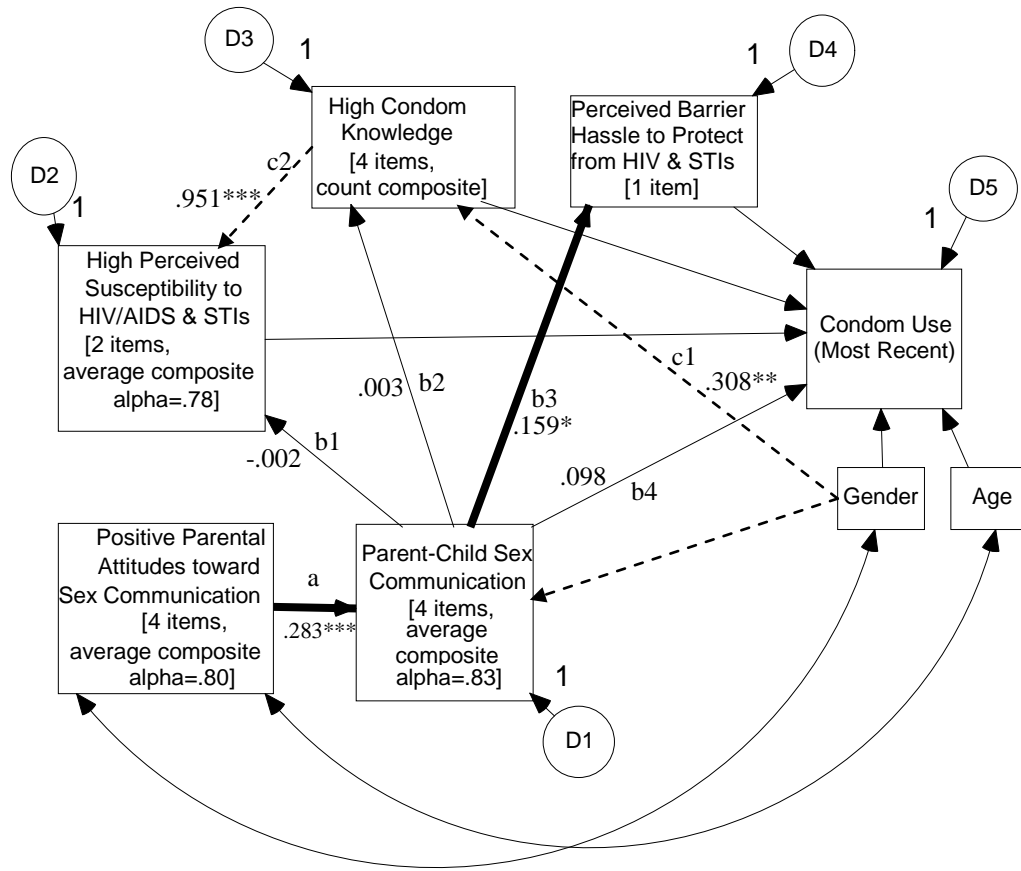 D3
1
D4
1
High Condom
Knowledge
[4 items,
count composite]
Perceived Barrier
Hassle to Protect
from HIV & STIs
[1 item]
D2
1
c2
.951***
D5
1
High Perceived
Susceptibility to
HIV/AIDS & STIs
[2 items,
average composite
alpha=.78]
Condom Use
(Most Recent)
c1
.308**
.003
b2
b3
.159*
b1
-.002
.098
b4
Gender
Age
Positive Parental
Attitudes toward
Sex Communication
[4 items,
average composite
alpha=.80]
a
.283***
Parent-Child Sex
Communication
[4 items,
average
composite
alpha=.83]
1
D1